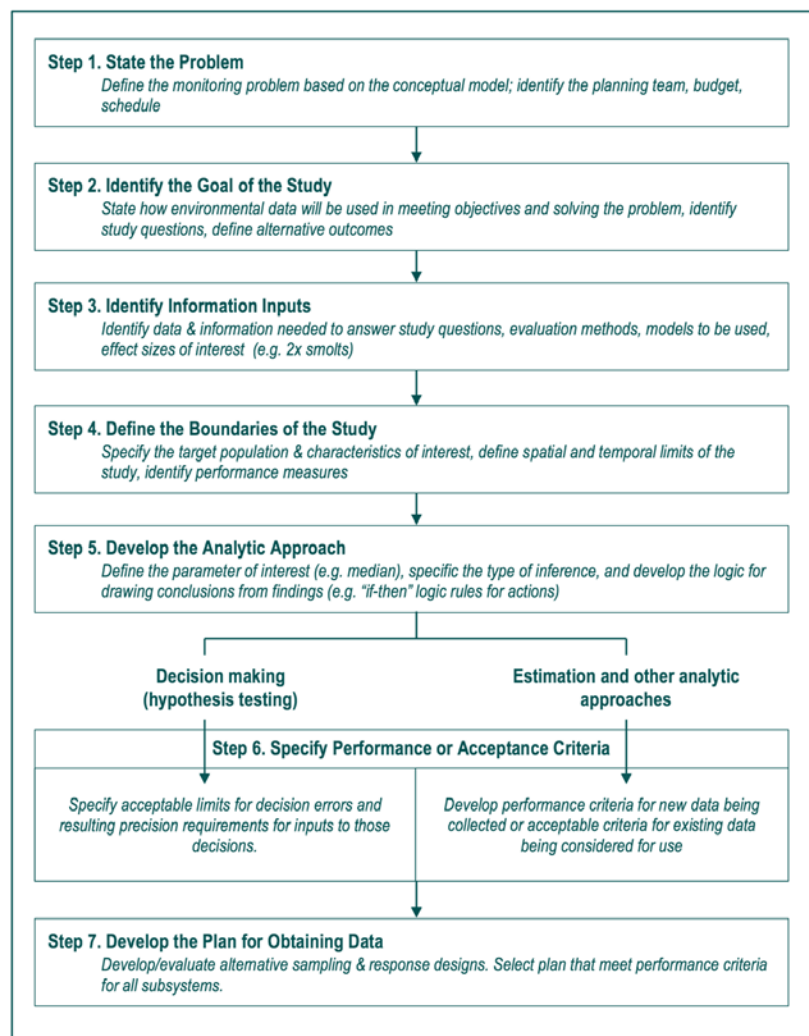 Step 1. State the Problem
Define the monitoring problem based on the conceptual model; identify the planning team, budget,
schedule
Step 2. Identify the Goal of the Study
State how environmental data will be used in meeting objectives and solving the problem, identify
study questions, define alternative outcomes
Step 3. Identify Information Inputs
Identify data & information needed to answer study questions, evaluation methods, models to be used,
effect sizes of interest (e.g. 2x smolts)
Step 4. Define the Boundaries of the Study
Specify the target population & characteristics of interest, define spatial and temporal limits of the
study, identify performance measures
Step 5. Develop the Analytic Approach
Define the parameter of interest (e.g. median), specific the type of inference, and develop the logic for
drawing conclusions from findings (e.g. "if-then" logic rules for actions)
Decision making
(hypothesis testing)
Estimation and other analytic
approaches
Step 6. Specify Performance or Acceptance Criteria
Specify acceptable limits for decision errors and
resulting precision requirements for inputs to those
decisions.
Develop performance criteria for new data being
collected or acceptable criteria for existing data
being considered for use
Step 7. Develop the Plan for Obtaining Data
Develop/evaluate alternative sampling & response designs. Select plan that meet performance criteria
for all subsystems.